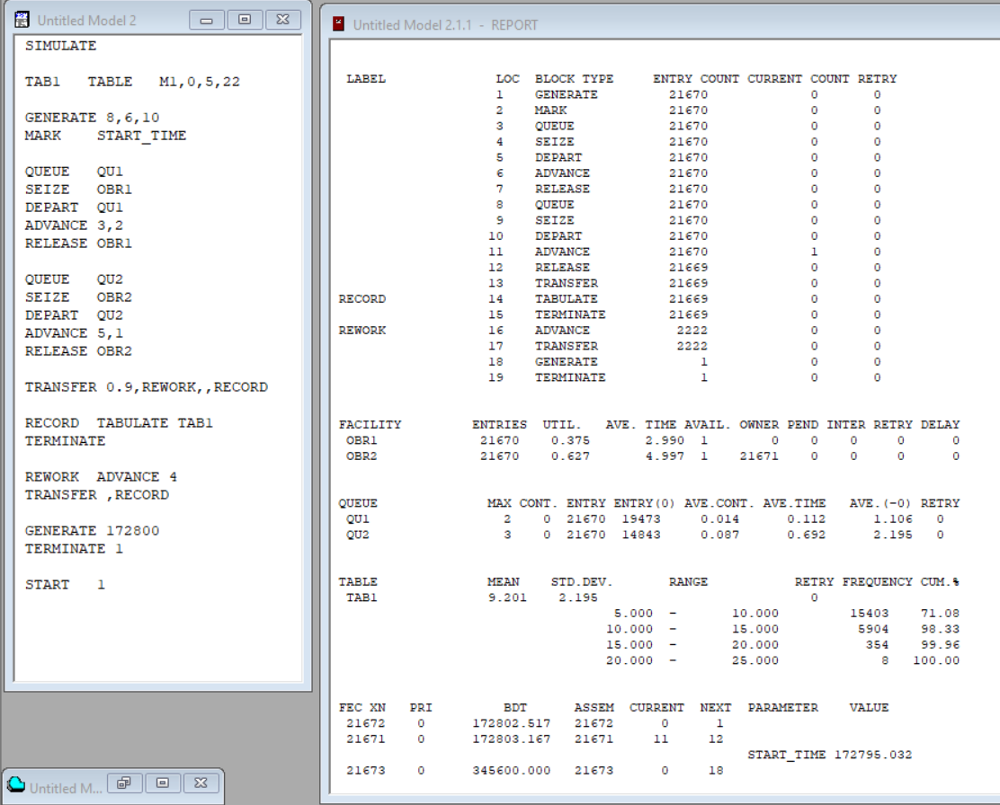 Untitled Model 2
SIMULATE
TAB1 TABLE M1,0,5,22
GENERATE 8,6,10
MARK START_TIME
QUEUE QU1
SEIZE OBR1
DEPART QU1
ADVANCE 3,2
RELEASE OBR1
QUEUE QU2
SEIZE OBR2
DEPART QU2
ADVANCE 5,1
RELEASE OBR2
TRANSFER 0.9,REWORK,,RECORD
RECORD TABULATE TAB1
TERMINATE
REWORK ADVANCE 4
TRANSFER ,RECORD
GENERATE 172800
TERMINATE 1
START 1
Untitled M...
Untitled Model 2.1.1 - REPORT
LABEL LOC BLOCK TYPE ENTRY COUNT CURRENT COUNT RETRY
1 GENERATE 21670 0 0
2 MARK 21670 0 0
3 QUEUE 21670 0 0
4 SEIZE 21670 0 0
5 DEPART 21670 0 0
6 ADVANCE 21670 0 0
7 RELEASE 21670 0 0
8 QUEUE 21670 0 0
9 SEIZE 21670 0 0
10 DEPART 21670 0 0
11 ADVANCE 21670 1 0
12 RELEASE 21669 0 0
13 TRANSFER 21669 0 0
RECORD 14 TABULATE 21669 0 0
15 TERMINATE 21669 0 0
REWORK 16 ADVANCE 2222 0 0
17 TRANSFER 2222 0 0
18 GENERATE 1 0 0
19 TERMINATE 1 0 0
FACILITY ENTRIES UTIL. AVE. TIME AVAIL. OWNER PEND INTER RETRY DELAY
OBR1 21670 0.375 2.990 1 0 0 0 0 0
OBR2 21670 0.627 4.997 1 21671 0 0 0 0
QUEUE MAX CONT. ENTRY ENTRY(0) AVE.CONT. AVE.TIME AVE.(-0) RETRY
QU1 2 0 21670 19473 0.014 0.112 1.106 0
QU2 3 0 21670 14843 0.087 0.692 2.195 0
TABLE MEAN STD.DEV. RANGE RETRY FREQUENCY CUM.%
TAB1 9.201 2.195 0
5.000 - 10.000 15403 71.08
10.000 - 15.000 5904 98.33
15.000 - 20.000 354 99.96
20.000 - 25.000 8 100.00
FEC XN PRI BDT ASSEM CURRENT NEXT PARAMETER VALUE
21672 0 172802.517 21672 0 1
21671 0 172803.167 21671 11 12
START_TIME 172795.032
21673 0 345600.000 21673 0 18